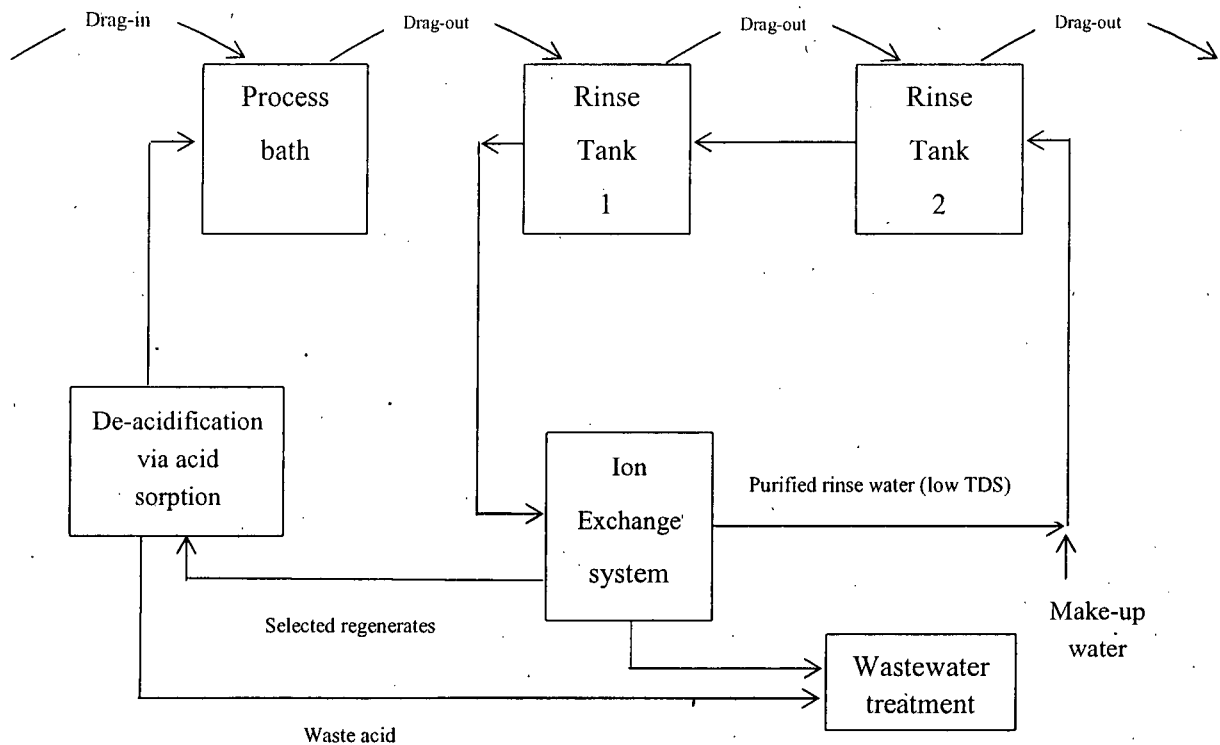 Drag-in
Drag-out
Drag-out
Drag-out
Process
bath
Rinse
Tank
1
Rinse
Tank
2
De-acidification
via acid
sorption
Ion
Exchange
system
Purified rinse water (low TDS)
Selected regenerates
Make-up
water
Wastewater
treatment
Waste acid